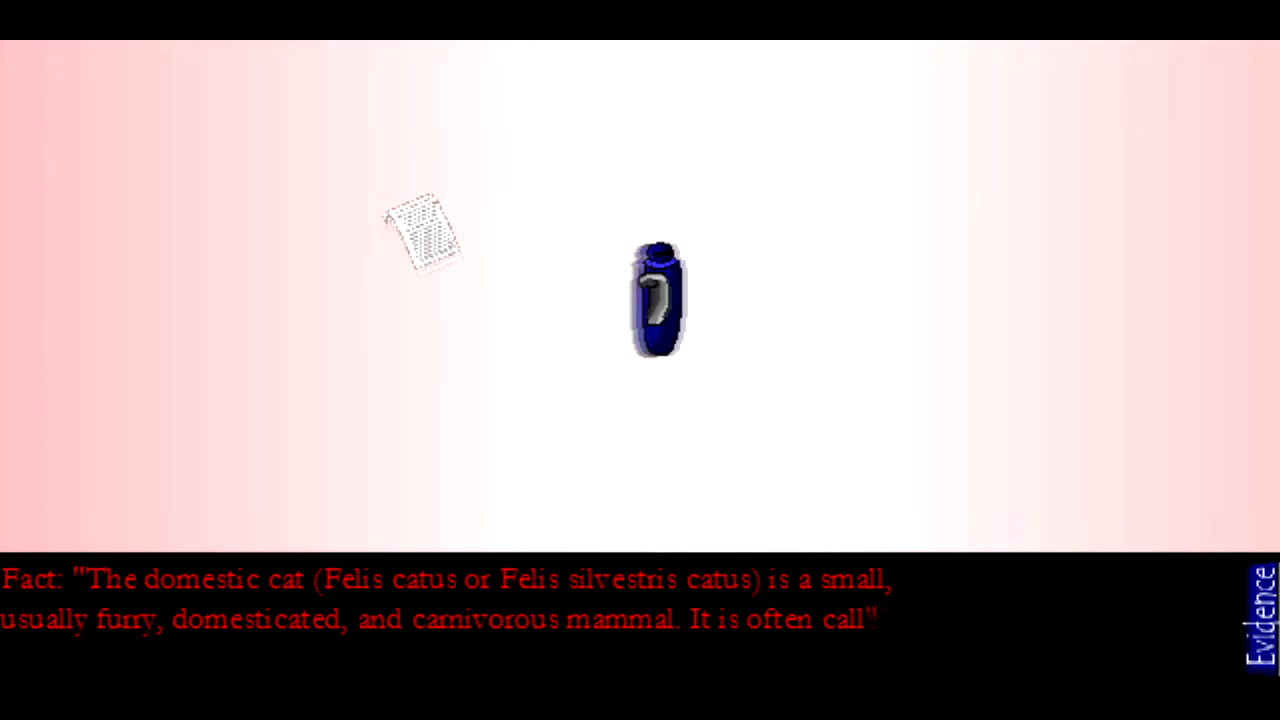 Fact: "The domestic cat (Felis catus or Felis silvestris catus) is a small,
usually furry, domesticated, and carnivorous mammal. It is often call"
Evidence